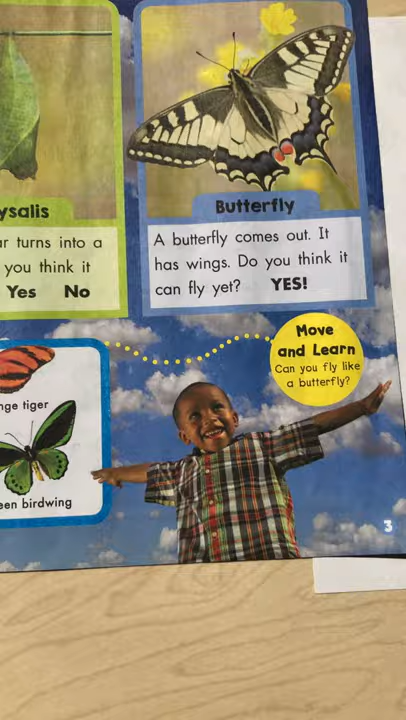 ysalis
ar turns into a
you think it
Yes No
Butterfly
A butterfly comes out. It
has wings. Do you think it
can fly yet? YES!
nge tiger
een birdwing
Move
and Learn
Can you fly like
a butterfly?
3